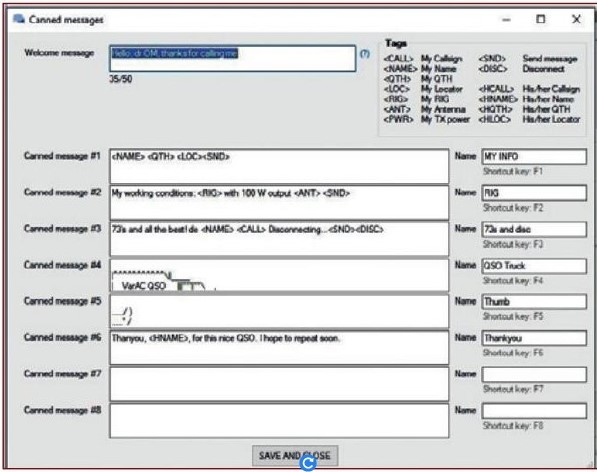 Canned messages
Welcome message
Hello, dr OM, thanks for calling me
(?)
35/50
Tags
<CALL> My Callsign <SND> Send message
<NAME> My Name <DISC> Disconnect
<QTH> My QTH
<LOC> My Locator <HCALL> His/her Callsign
<RIG> My RIG <HNAME> His/her Name
<ANT> My Antenna <HQTH> His/her QTH
<PWR> My TX power <HLOC> His/her Locator
Canned message #1 <NAME> <QTH> <LOC><SND> Name MY INFO
Shortcut key: F1
Canned message #2 My working conditions: <RIG> with 100 W output <ANT> <SND> Name RIG
Shortcut key: F2
Canned message #3 73's and all the best! de <NAME> <CALL> Disconnecting...<SND><DISC> Name 73s and disc
Shortcut key: F3
Canned message #4 Name QSO Truck
VarAC QSO
Shortcut key: F4
Canned message #5 Name Thumb
Shortcut key: F5
Canned message #6 Thanyou, <HNAME>, for this nice QSO. I hope to repeat soon. Name Thankyou
Shortcut key: F6
Canned message #7 Name
Shortcut key: F7
Canned message #8 Name
Shortcut key: F8
SAVE AND CLOSE